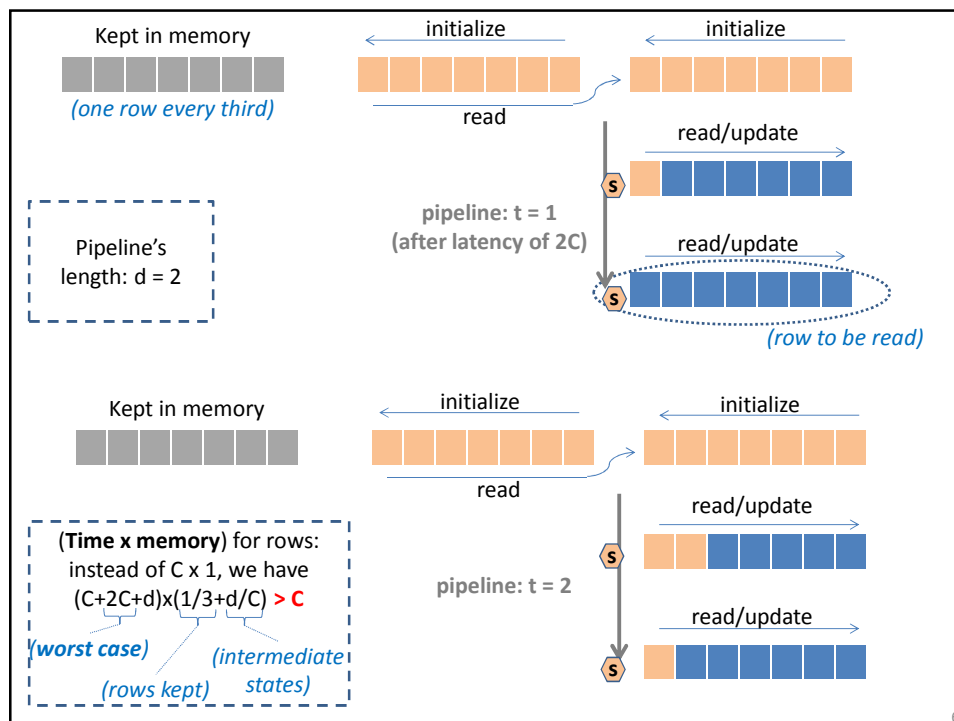 Kept in memory
initialize
initialize
(one row every third)
read
read/update
S
pipeline: t = 1
(after latency of 2C)
Pipeline's
length: d = 2
read/update
S
(row to be read)
Kept in memory
initialize
initialize
read
read/update
(Time x memory) for rows:
instead of C x 1, we have
(C+2C+d)x(1/3+d/C) > C
(worst case)
(rows kept)
(intermediate
states)
S
pipeline: t = 2
read/update
S